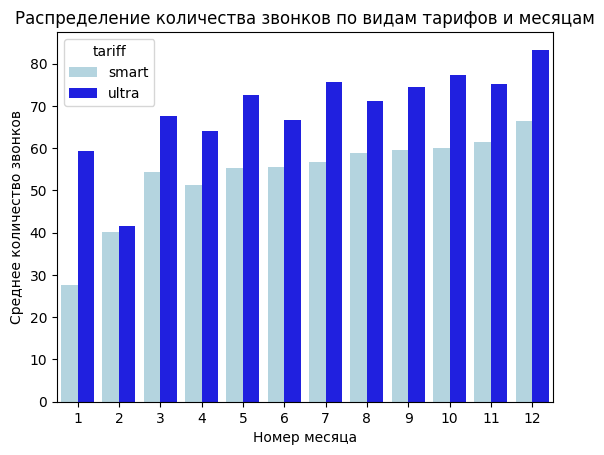 Распределение количества звонков по видам тарифов и месяцам
tariff
smart
ultra
Среднее количество звонков
80
70
60
50
40
30
20
10
0
1 2 3 4 5 6 7 8 9 10 11 12
Номер месяца